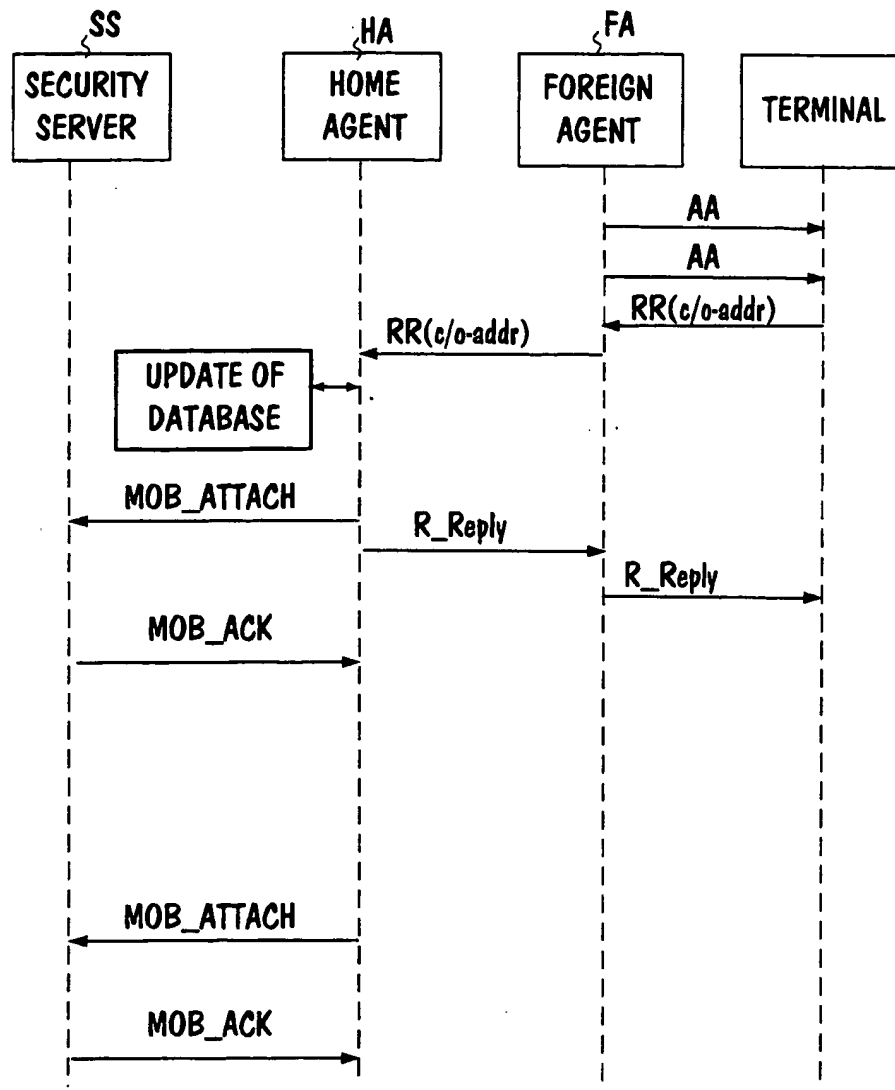 SS
HA
FA
SECURITY
SERVER
HOME
AGENT
FOREIGN
AGENT
TERMINAL
AA
AA
RR(c/o-addr)
RR(c/o-addr)
UPDATE OF
DATABASE
MOB_ATTACH
R_Reply
R_Reply
MOB_ACK
MOB_ATTACH
MOB_ACK